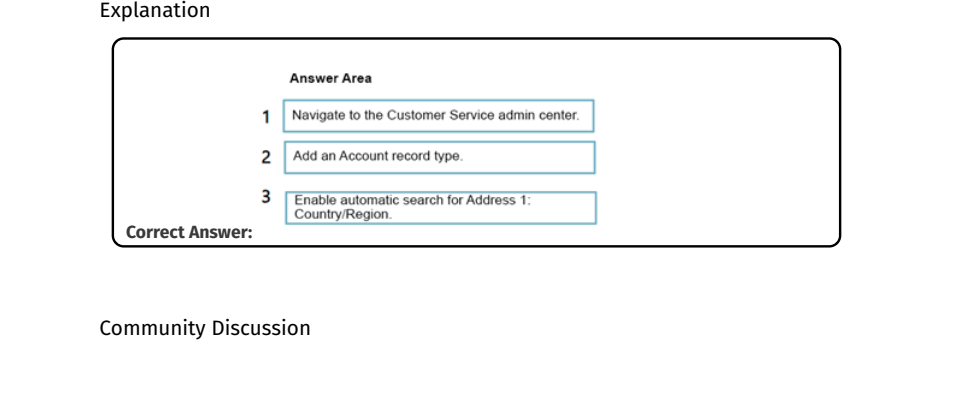 Explanation
Answer Area
1 Navigate to the Customer Service admin center.
2 Add an Account record type.
3 Enable automatic search for Address 1:
Country/Region.
Correct Answer:
Community Discussion